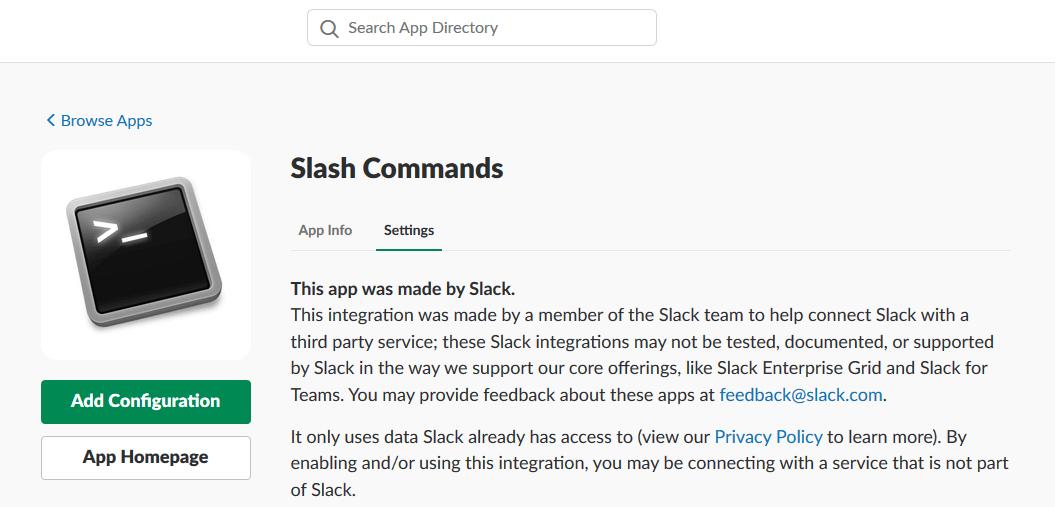 Search App Directory
Browse Apps
Slash Commands
App Info Settings
>_
Add Configuration
App Homepage
This app was made by Slack.
This integration was made by a member of the Slack team to help connect Slack with a
third party service; these Slack integrations may not be tested, documented, or supported
by Slack in the way we support our core offerings, like Slack Enterprise Grid and Slack for
Teams. You may provide feedback about these apps at feedback@slack.com.
It only uses data Slack already has access to (view our Privacy Policy to learn more). By
enabling and/or using this integration, you may be connecting with a service that is not part
of Slack.